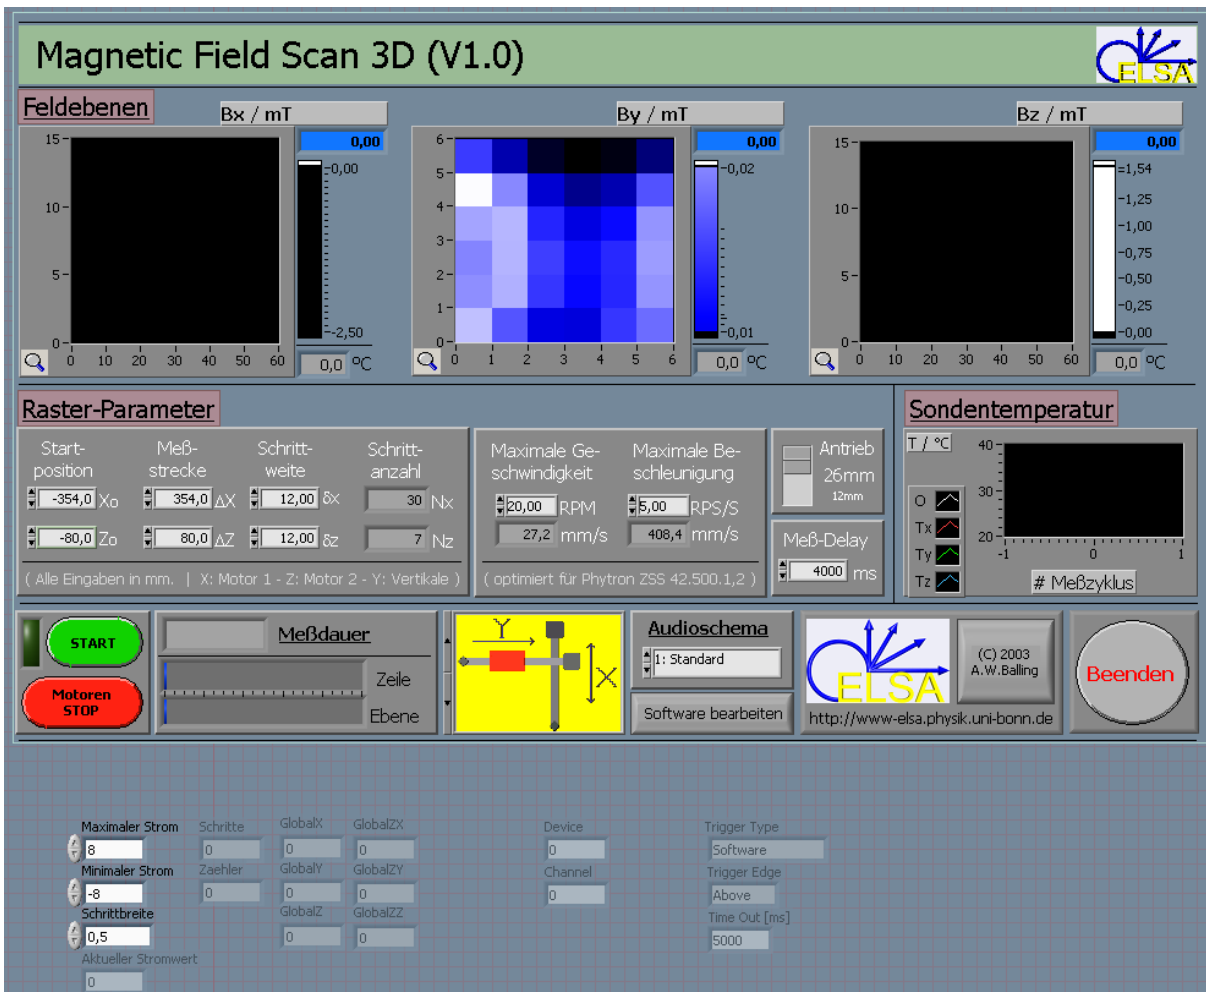 Magnetic Field Scan 3D (V1.0)
ELSA
Feldebenen
Bx / mT
By / mT
Bz / mT
0,00
0,00
0,00
15
10
5
0
0 10 20 30 40 50 60
-0,00
-2,50
0,0 °C
6
5
4
3
2
1
0
0 1 2 3 4 5 6
-0,02
-0,01
0,0 °C
15
10
5
0
0 10 20 30 40 50 60
=1,54
-1,25
-1,00
-0,75
-0,50
-0,25
-0,00
0,0 °C
Raster-Parameter
Start-
position
Meß-
strecke
Schritt-
weite
Schritt-
anzahl
-354,0 Xo 354,0 ΔX 12,00 δx 30 Nx
-80,0 Zo 80,0 ΔZ 12,00 δz 7 Nz
( Alle Eingaben in mm. | X: Motor 1 - Z: Motor 2 - Y: Vertikale )
Maximale Ge-
schwindigkeit
Maximale Be-
schleunigung
20,00 RPM 5,00 RPS/S
27,2 mm/s 408,4 mm/s
( optimiert für Phytron ZSS 42.500.1,2 )
Antrieb
26mm
12mm
Meß-Delay
4000 ms
Sondentemperatur
T / °C
40
30
20
-1 0 1
O
Tx
Ty
Tz
# Meßzyklus
START
Motoren
STOP
Meßdauer
Zeile
Ebene
Y
X
Audioschema
1: Standard
Software bearbeiten
ELSA
(C) 2003
A.W.Balling
http://www-elsa.physik.uni-bonn.de
Beenden
Maximaler Strom Schritte GlobalX GlobalZX Device Trigger Type
8 0 0 0 0 Software
Minimaler Strom Zaehler GlobalY GlobalZY Channel Trigger Edge
-8 0 0 0 0 Above
Schrittbreite GlobalZ GlobalZZ Time Out [ms]
0,5 0 0 5000
Aktueller Stromwert
0